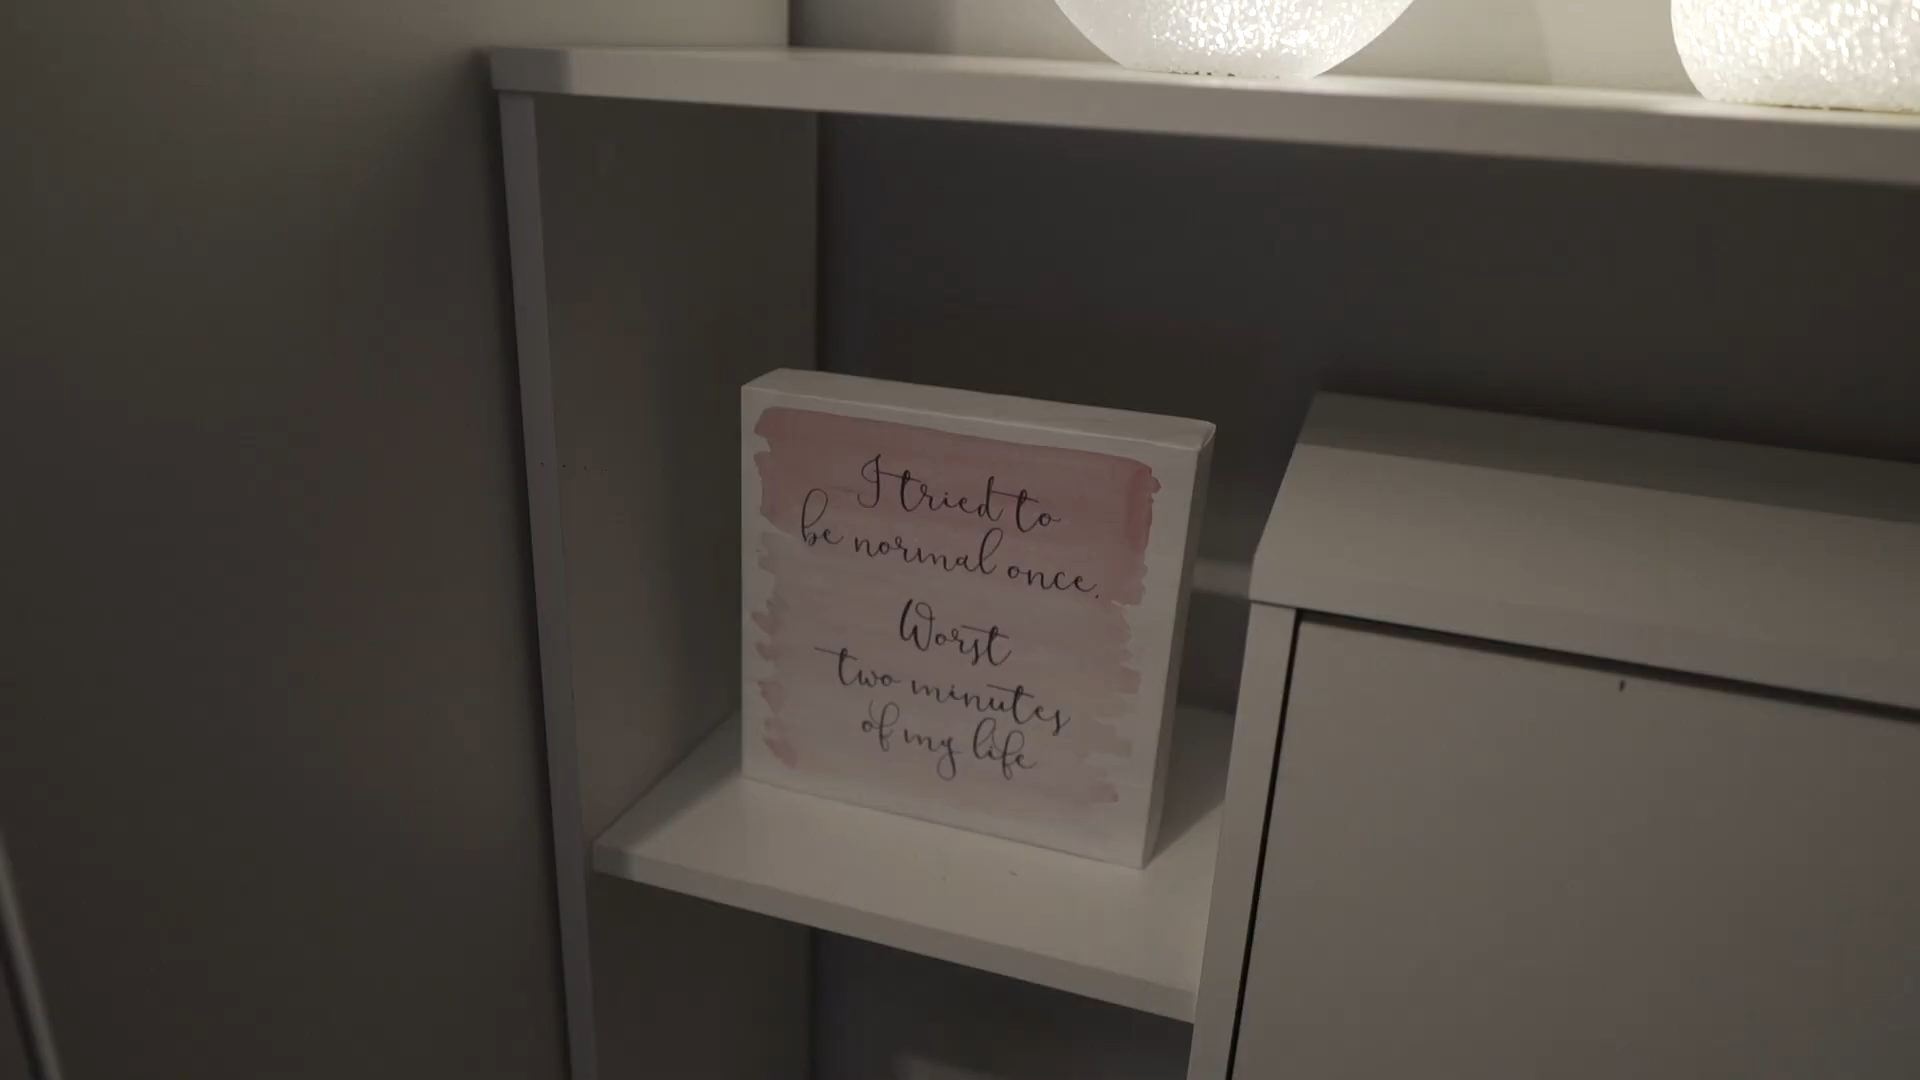 I tried to
be normal once.
Worst
two minutes
of my life